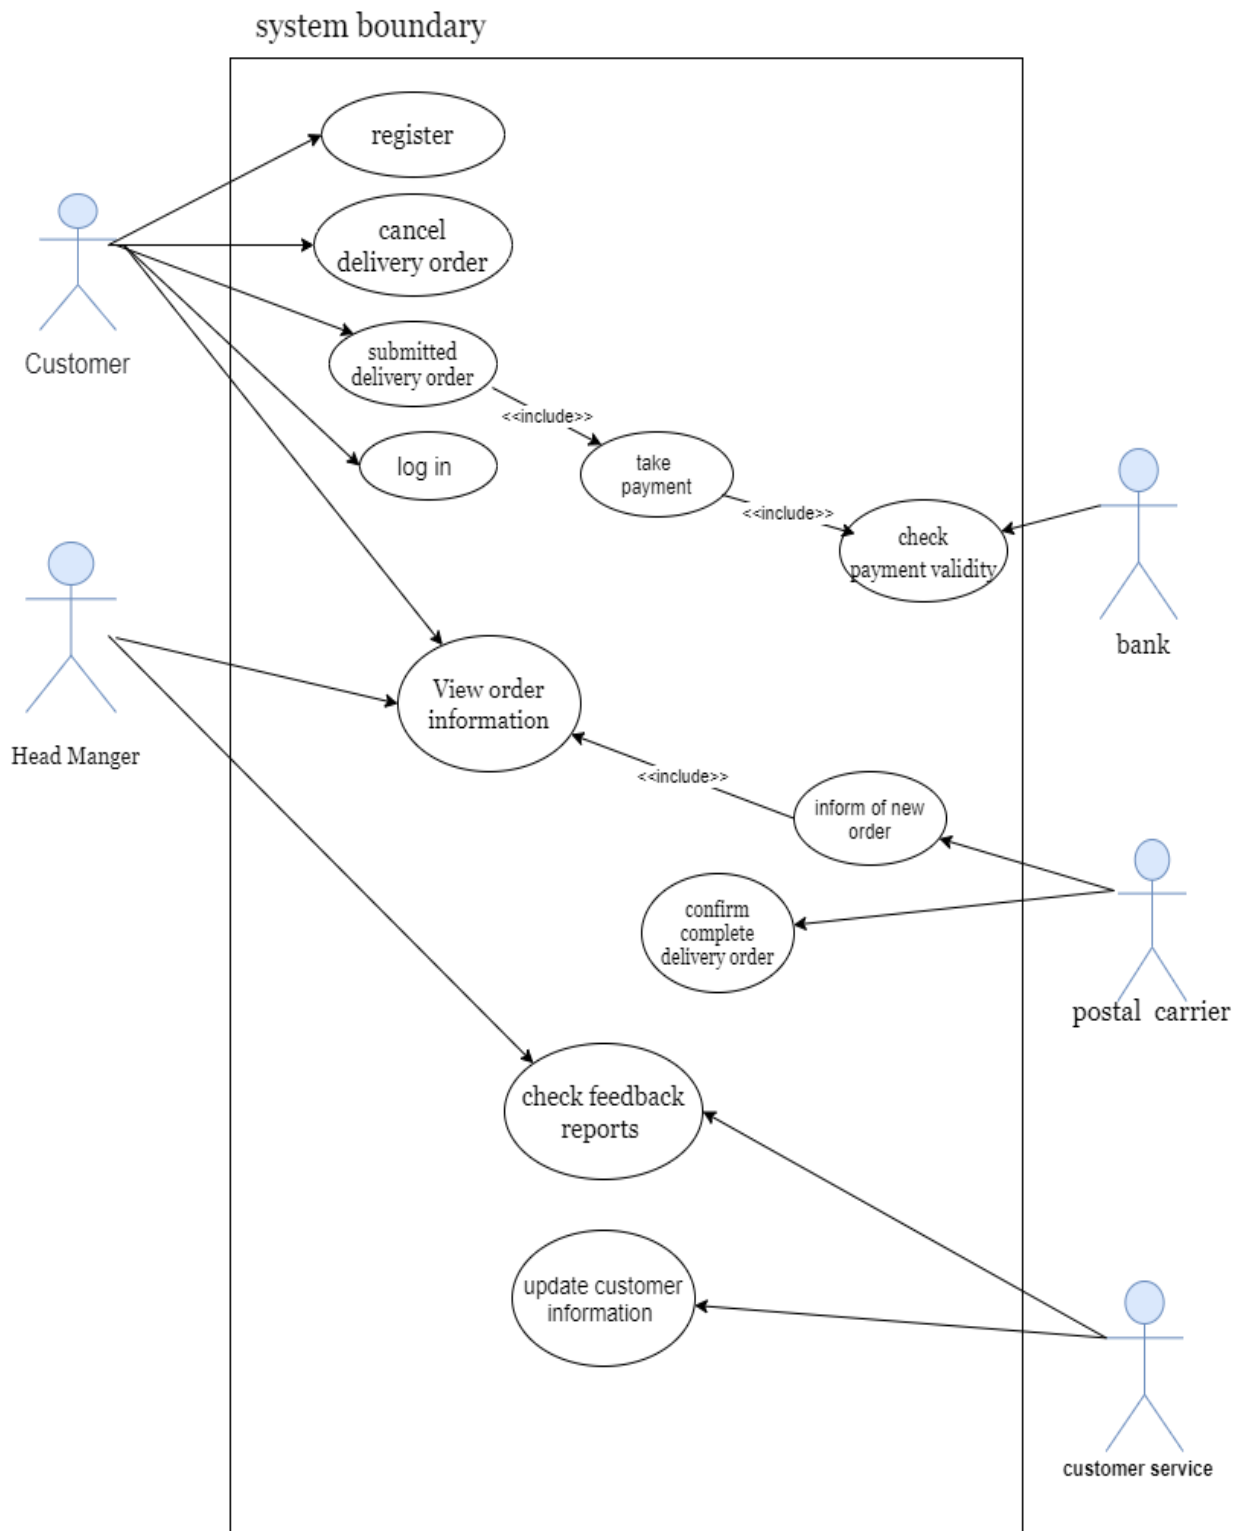 system boundary
register
cancel
delivery order
submitted
delivery order
Customer
<<include>>
log in
take
payment
<<include>>
check
payment validity
bank
View order
information
Head Manger
<<include>>
inform of new
order
confirm
complete
delivery order
postal carrier
check feedback
reports
update customer
information
customer service